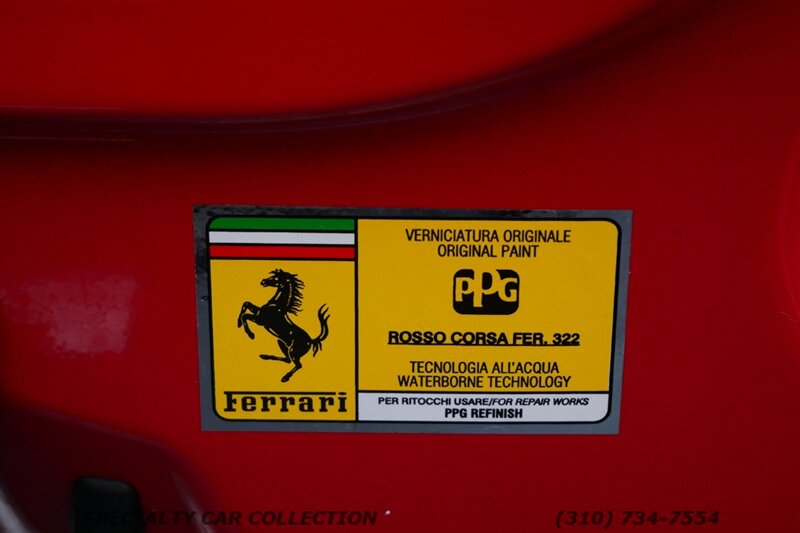 VERNICIATURA ORIGINALE
ORIGINAL PAINT
PPG
ROSSO CORSA FER. 322
TECNOLOGIA ALL'ACQUA
WATERBORNE TECHNOLOGY
Ferrari
PER RITOCCHI USARE/FOR REPAIR WORKS
PPG REFINISH
SPECIALTY CAR COLLECTION
(310) 734-7554